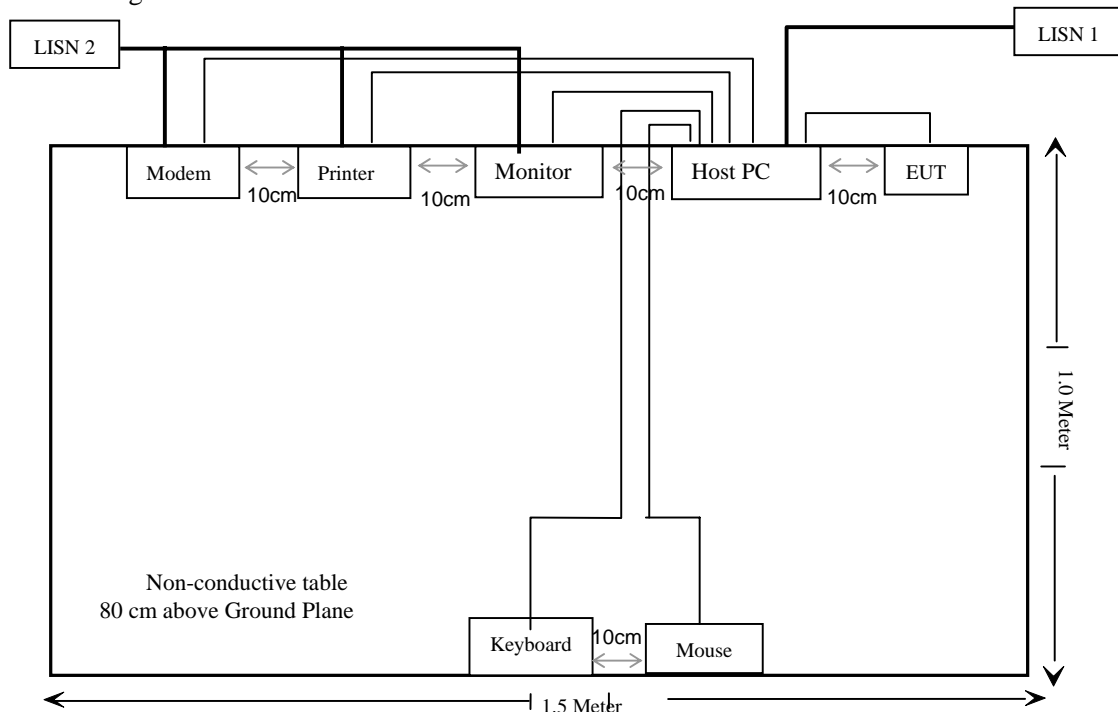 LISN 2
LISN 1
Modem
Printer
Monitor
Host PC
EUT
10cm
10cm
10cm
10cm
1.0 Meter
Non-conductive table
80 cm above Ground Plane
Keyboard
10cm
Mouse
1.5 Meter